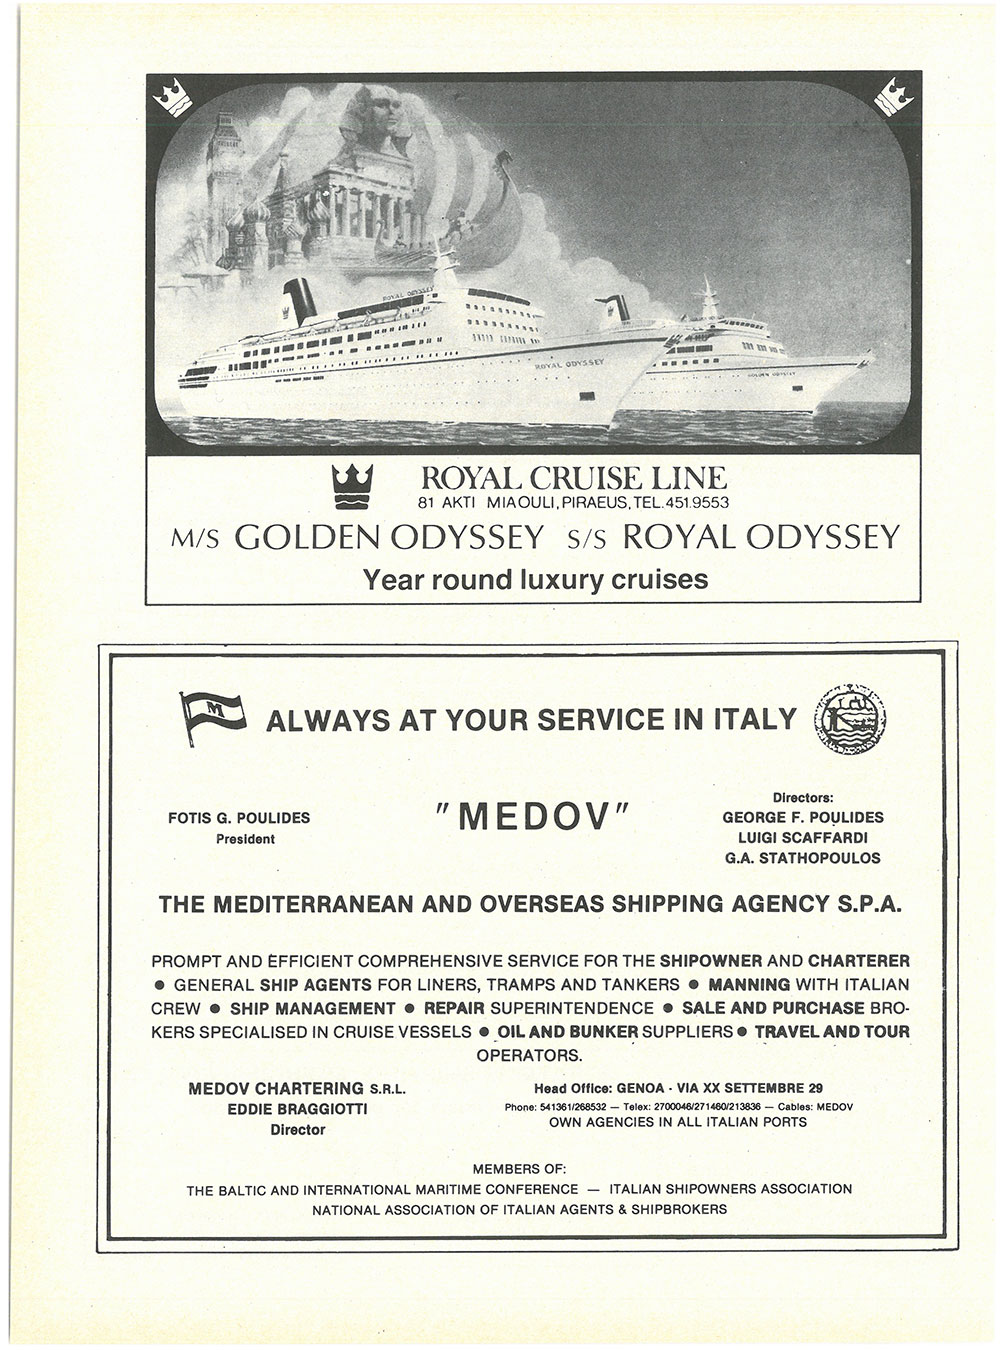 ROYAL ODYSSEY
ROYAL ODYSSEY
GOLDEN ODYSSEY
ROYAL CRUISE LINE
81 AKTI MIAOULI, PIRAEUS, TEL. 451.9553
M/S GOLDEN ODYSSEY S/S ROYAL ODYSSEY
Year round luxury cruises
M
ALWAYS AT YOUR SERVICE IN ITALY
FOTIS G. POULIDES
President
"MEDOV"
Directors:
GEORGE F. POULIDES
LUIGI SCAFFARDI
G.A. STATHOPOULOS
THE MEDITERRANEAN AND OVERSEAS SHIPPING AGENCY S.P.A.
PROMPT AND EFFICIENT COMPREHENSIVE SERVICE FOR THE SHIPOWNER AND CHARTERER
● GENERAL SHIP AGENTS FOR LINERS, TRAMPS AND TANKERS ● MANNING WITH ITALIAN
CREW ● SHIP MANAGEMENT ● REPAIR SUPERINTENDENCE ● SALE AND PURCHASE BRO-
KERS SPECIALISED IN CRUISE VESSELS ● OIL AND BUNKER SUPPLIERS ● TRAVEL AND TOUR
OPERATORS.
MEDOV CHARTERING S.R.L.
EDDIE BRAGGIOTTI
Director
Head Office: GENOA - VIA XX SETTEMBRE 29
Phone: 541361/268532 — Telex: 2700046/271460/213836 — Cables: MEDOV
OWN AGENCIES IN ALL ITALIAN PORTS
MEMBERS OF:
THE BALTIC AND INTERNATIONAL MARITIME CONFERENCE — ITALIAN SHIPOWNERS ASSOCIATION
NATIONAL ASSOCIATION OF ITALIAN AGENTS & SHIPBROKERS